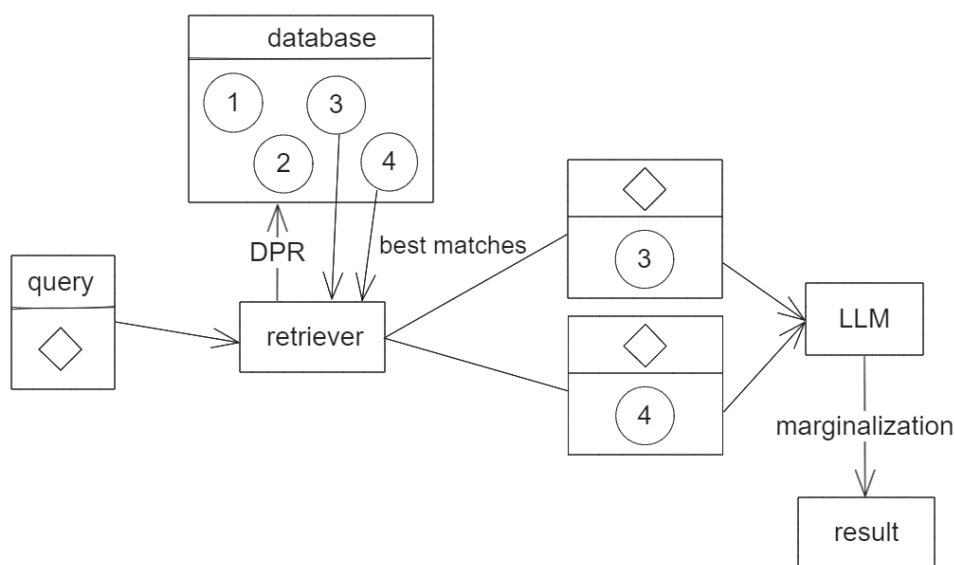 database
1
3
2
4
DPR
best matches
query
retriever
3
4
LLM
marginalization
result